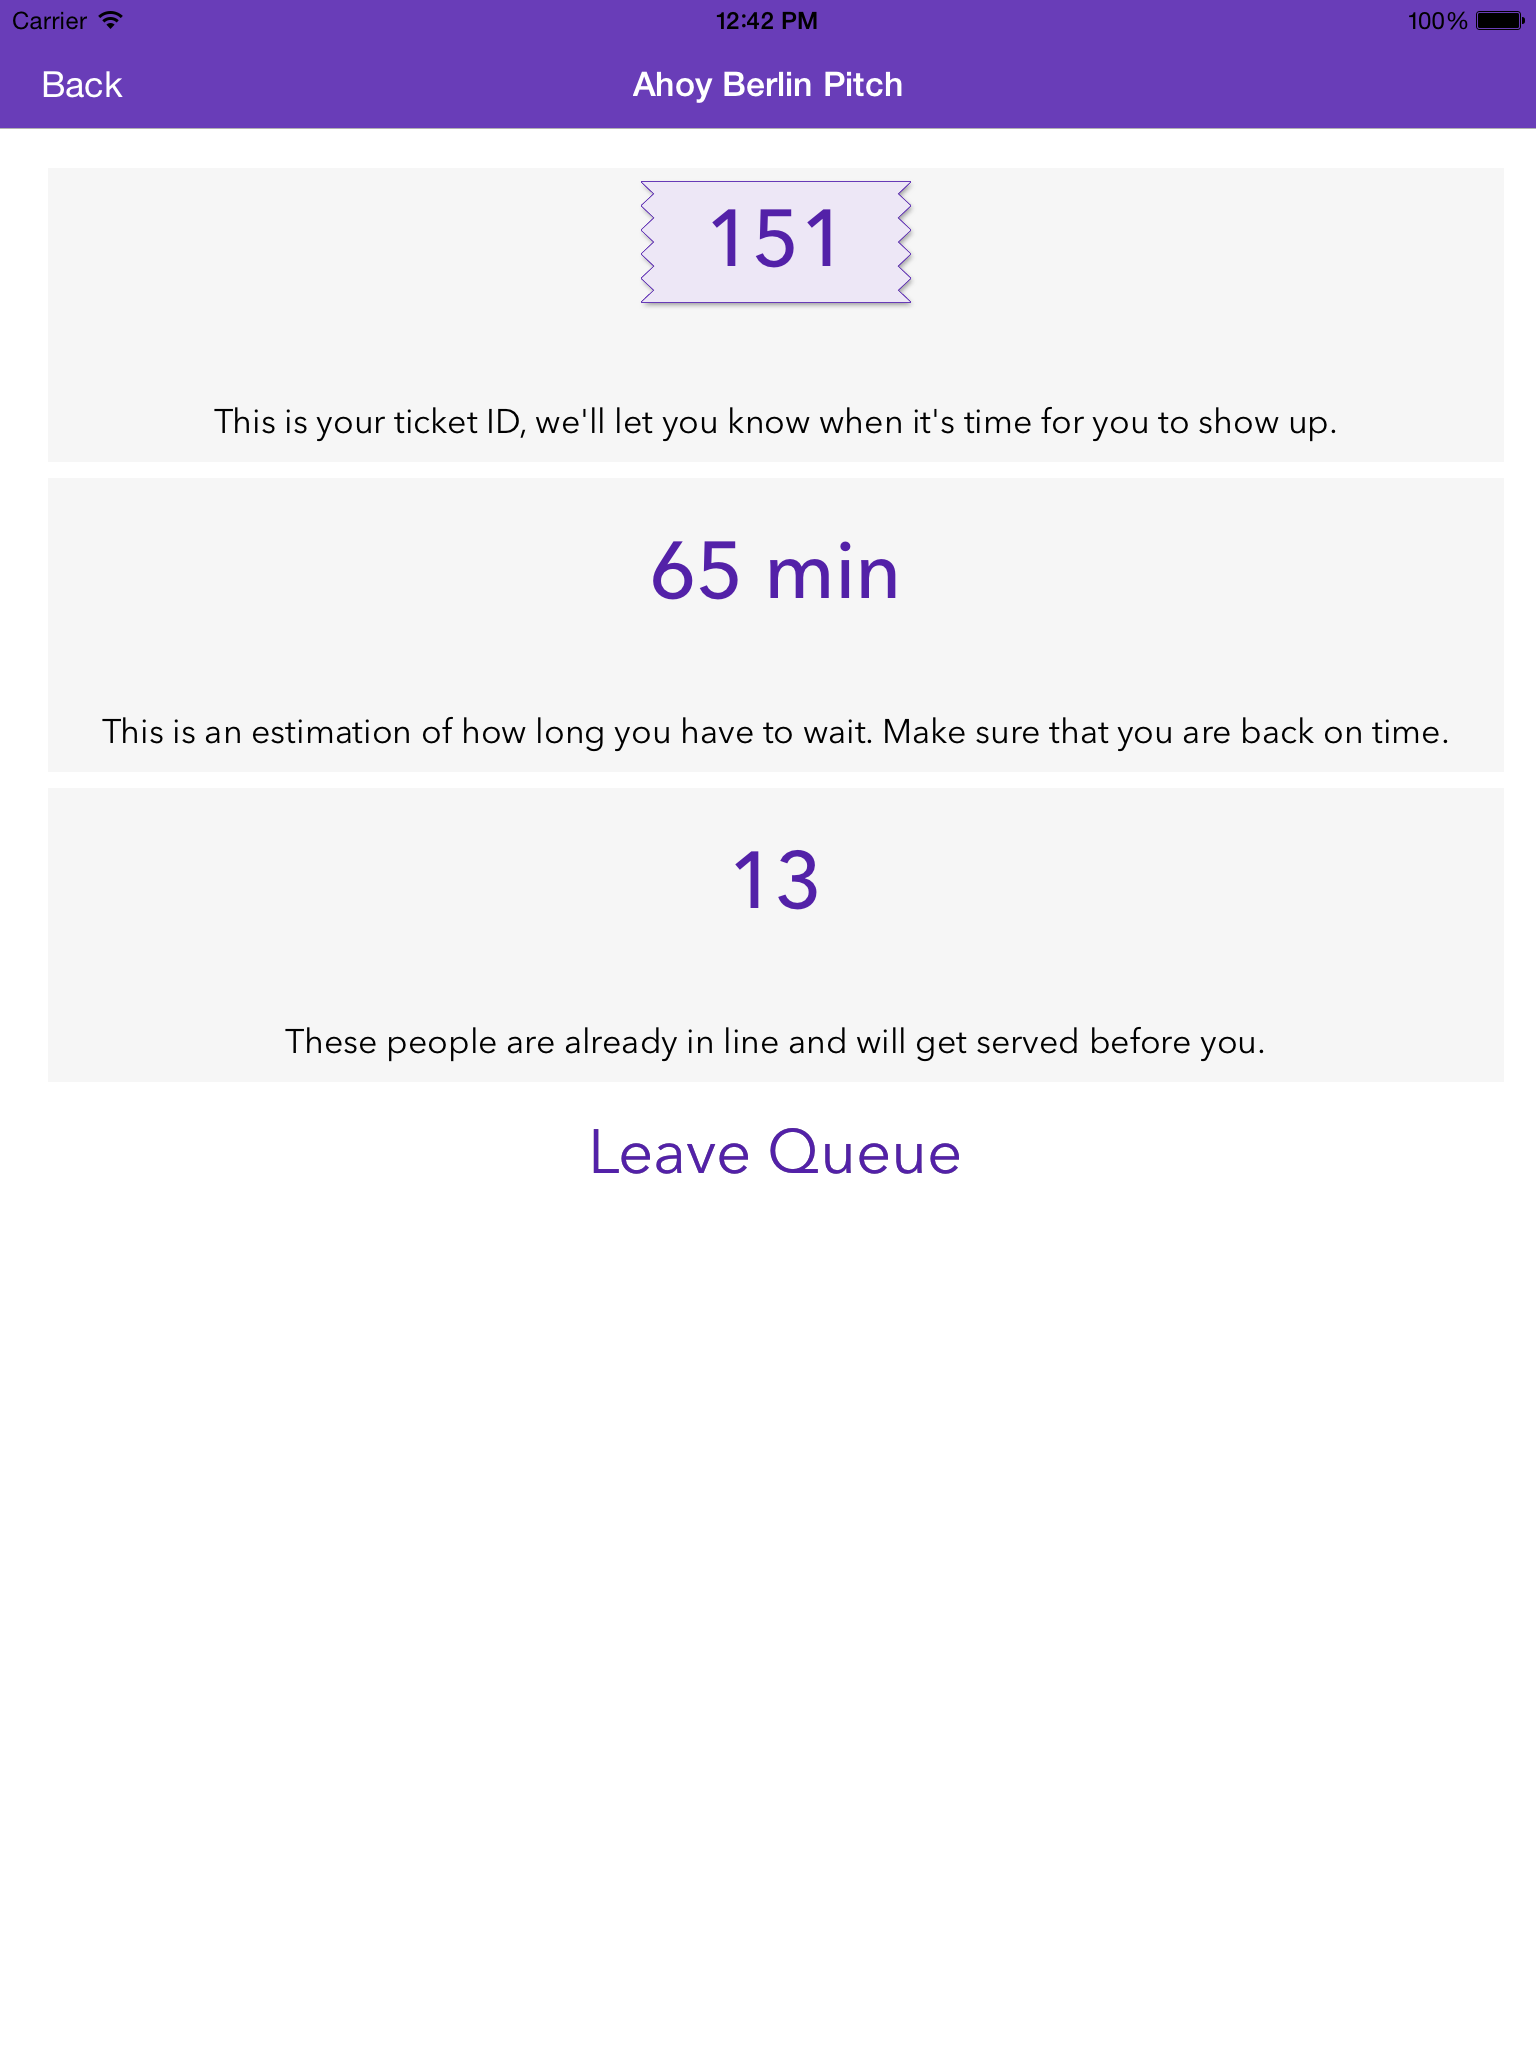 Carrier 12:42 PM 100%
Back Ahoy Berlin Pitch
151
This is your ticket ID, we'll let you know when it's time for you to show up.
65 min
This is an estimation of how long you have to wait. Make sure that you are back on time.
13
These people are already in line and will get served before you.
Leave Queue